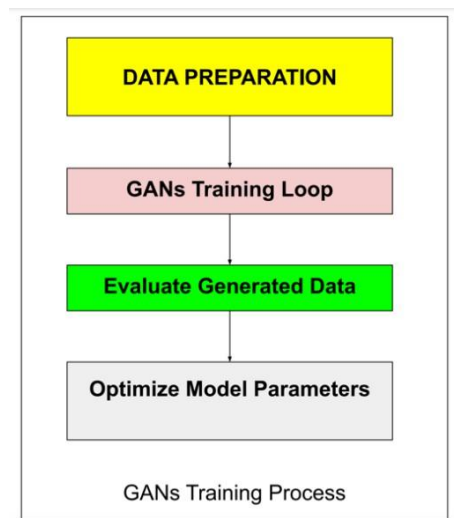 DATA PREPARATION
GANs Training Loop
Evaluate Generated Data
Optimize Model Parameters
GANs Training Process